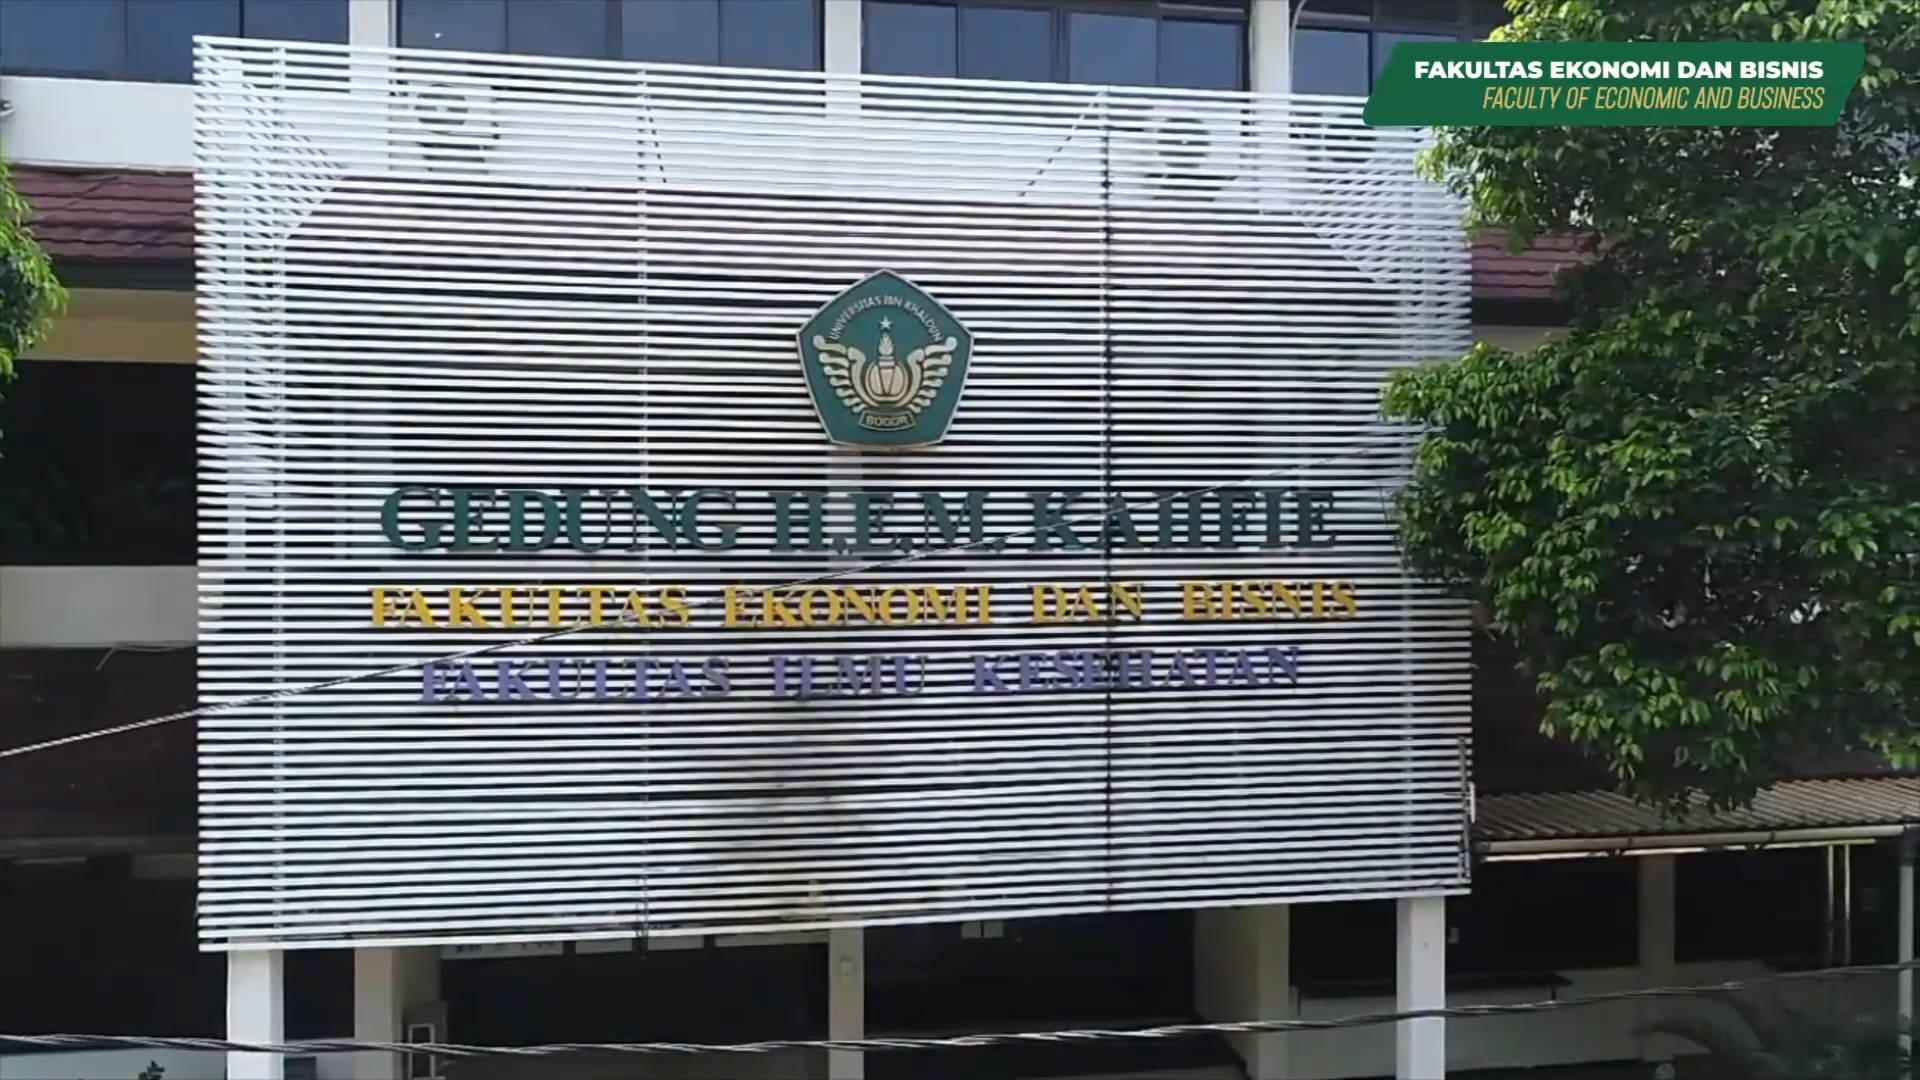 FAKULTAS EKONOMI DAN BISNIS
FACULTY OF ECONOMIC AND BUSINESS
UNIVERSITAS IBN KHALDUN
BOGOR
GEDUNG H.E.M. KAHFIE
FAKULTAS EKONOMI DAN BISNIS
FAKULTAS ILMU KESEHATAN